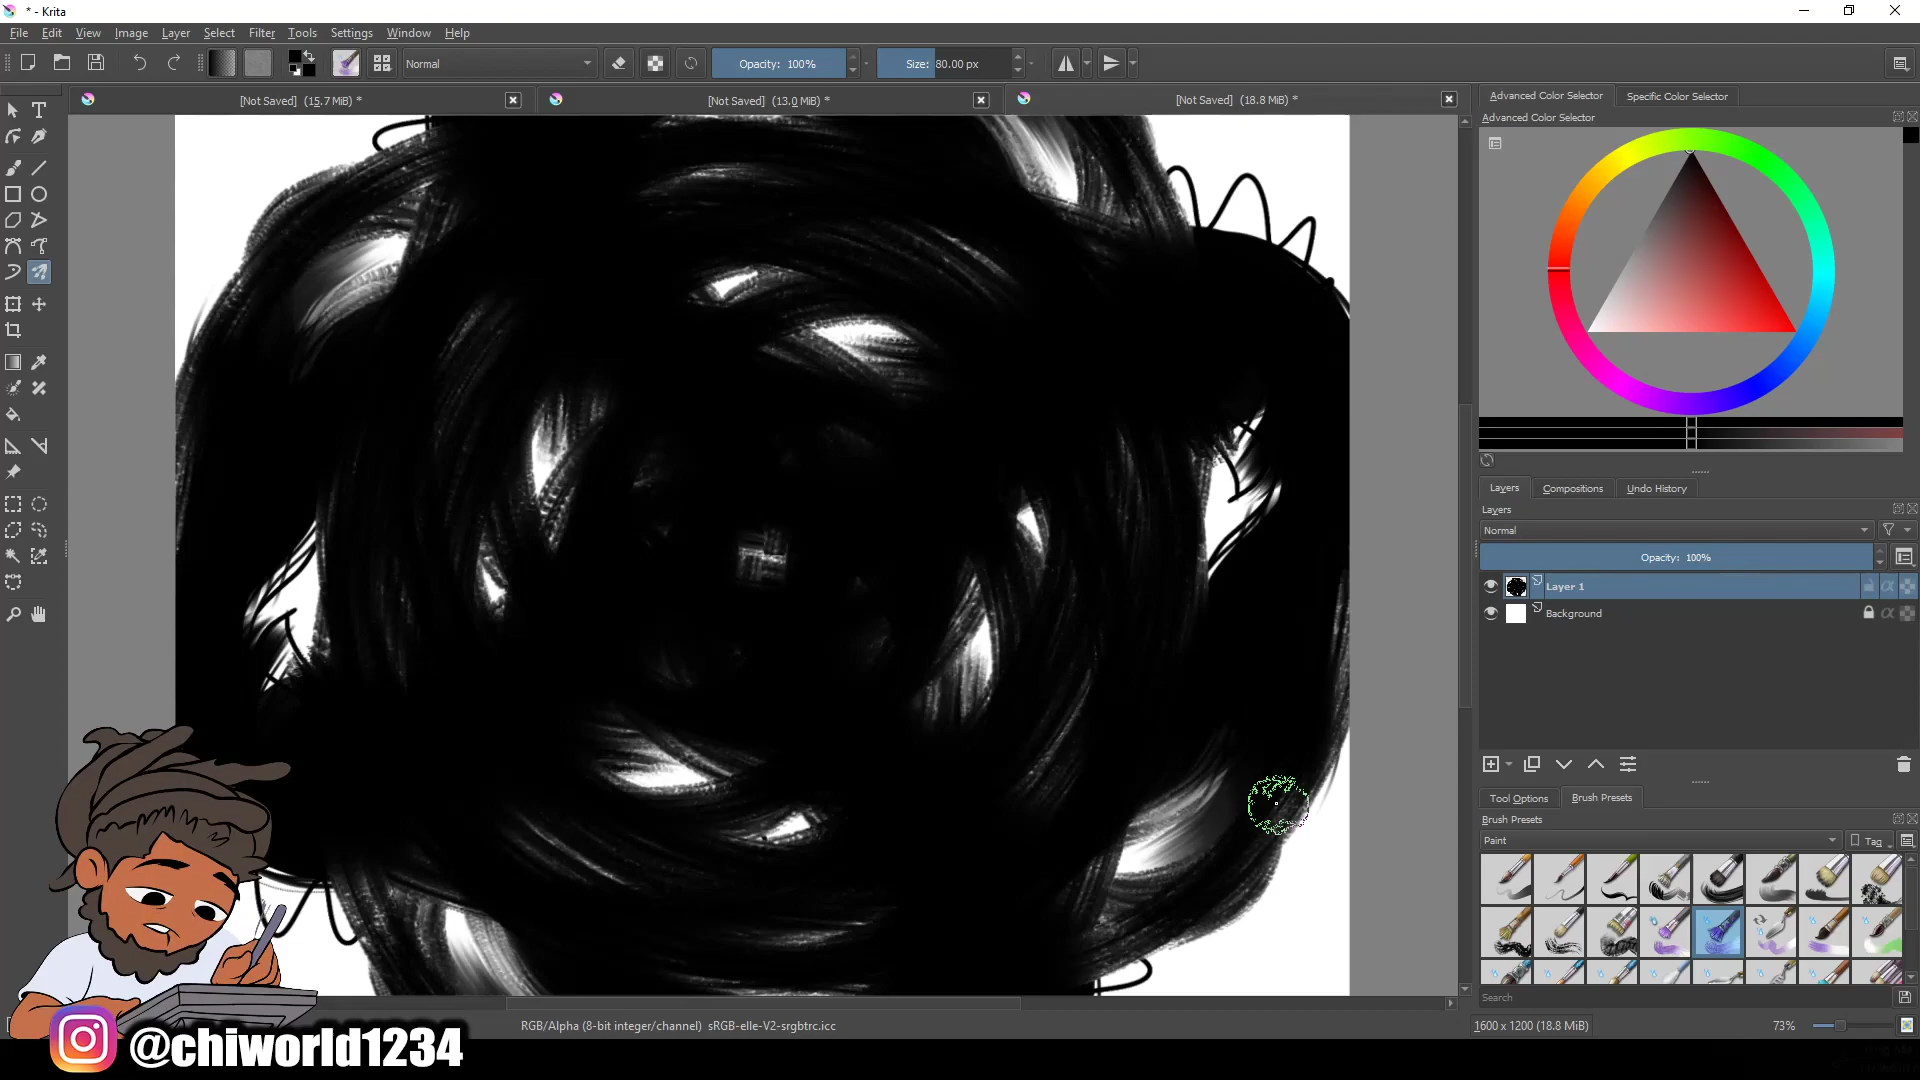 * - Krita
File Edit View Image Layer Select Filter Tools Settings Window Help
Normal Opacity: 100% Size: 80.00 px
[Not Saved] (15.7 MiB) * [Not Saved] (13.0 MiB) * [Not Saved] (18.8 MiB) *
Advanced Color Selector Specific Color Selector
Advanced Color Selector
Layers Compositions Undo History
Layers
Normal
Opacity: 100%
Layer 1
Background
Tool Options Brush Presets
Brush Presets
Paint Tag
Search
RGB/Alpha (8-bit integer/channel) sRGB-elle-V2-srgbtrc.icc 1600 x 1200 (18.8 MiB) 73%
@chiworld1234